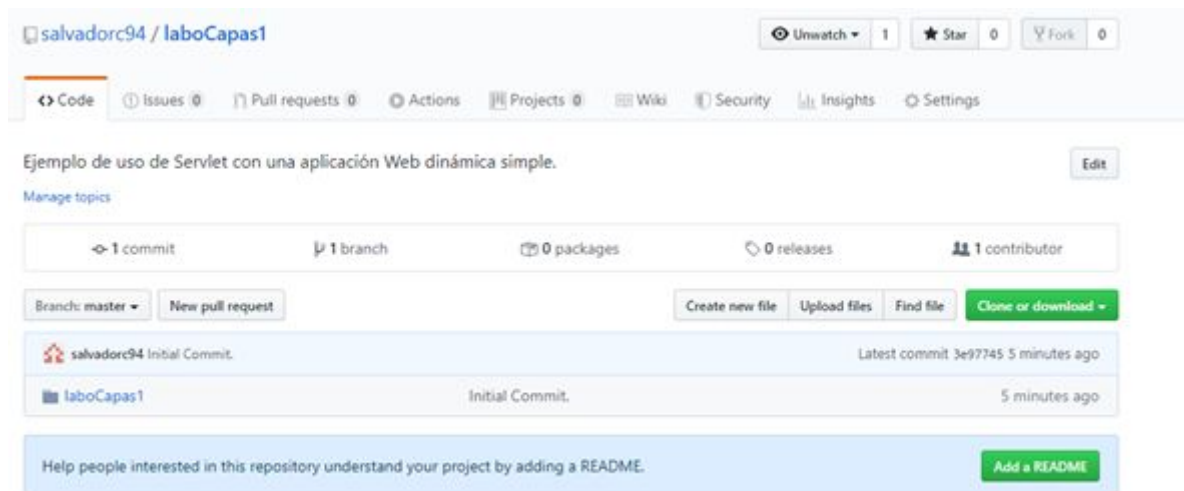 salvadorc94 / laboCapas1
Unwatch 1 Star 0 Fork 0
Code Issues 0 Pull requests 0 Actions Projects 0 Wiki Security Insights Settings
Ejemplo de uso de Servlet con una aplicación Web dinámica simple.
Edit
Manage topics
1 commit 1 branch 0 packages 0 releases 1 contributor
Branch: master New pull request Create new file Upload files Find file Clone or download
salvadorc94 Initial Commit. Latest commit 3e97745 5 minutes ago
laboCapas1 Initial Commit. 5 minutes ago
Help people interested in this repository understand your project by adding a README. Add a README